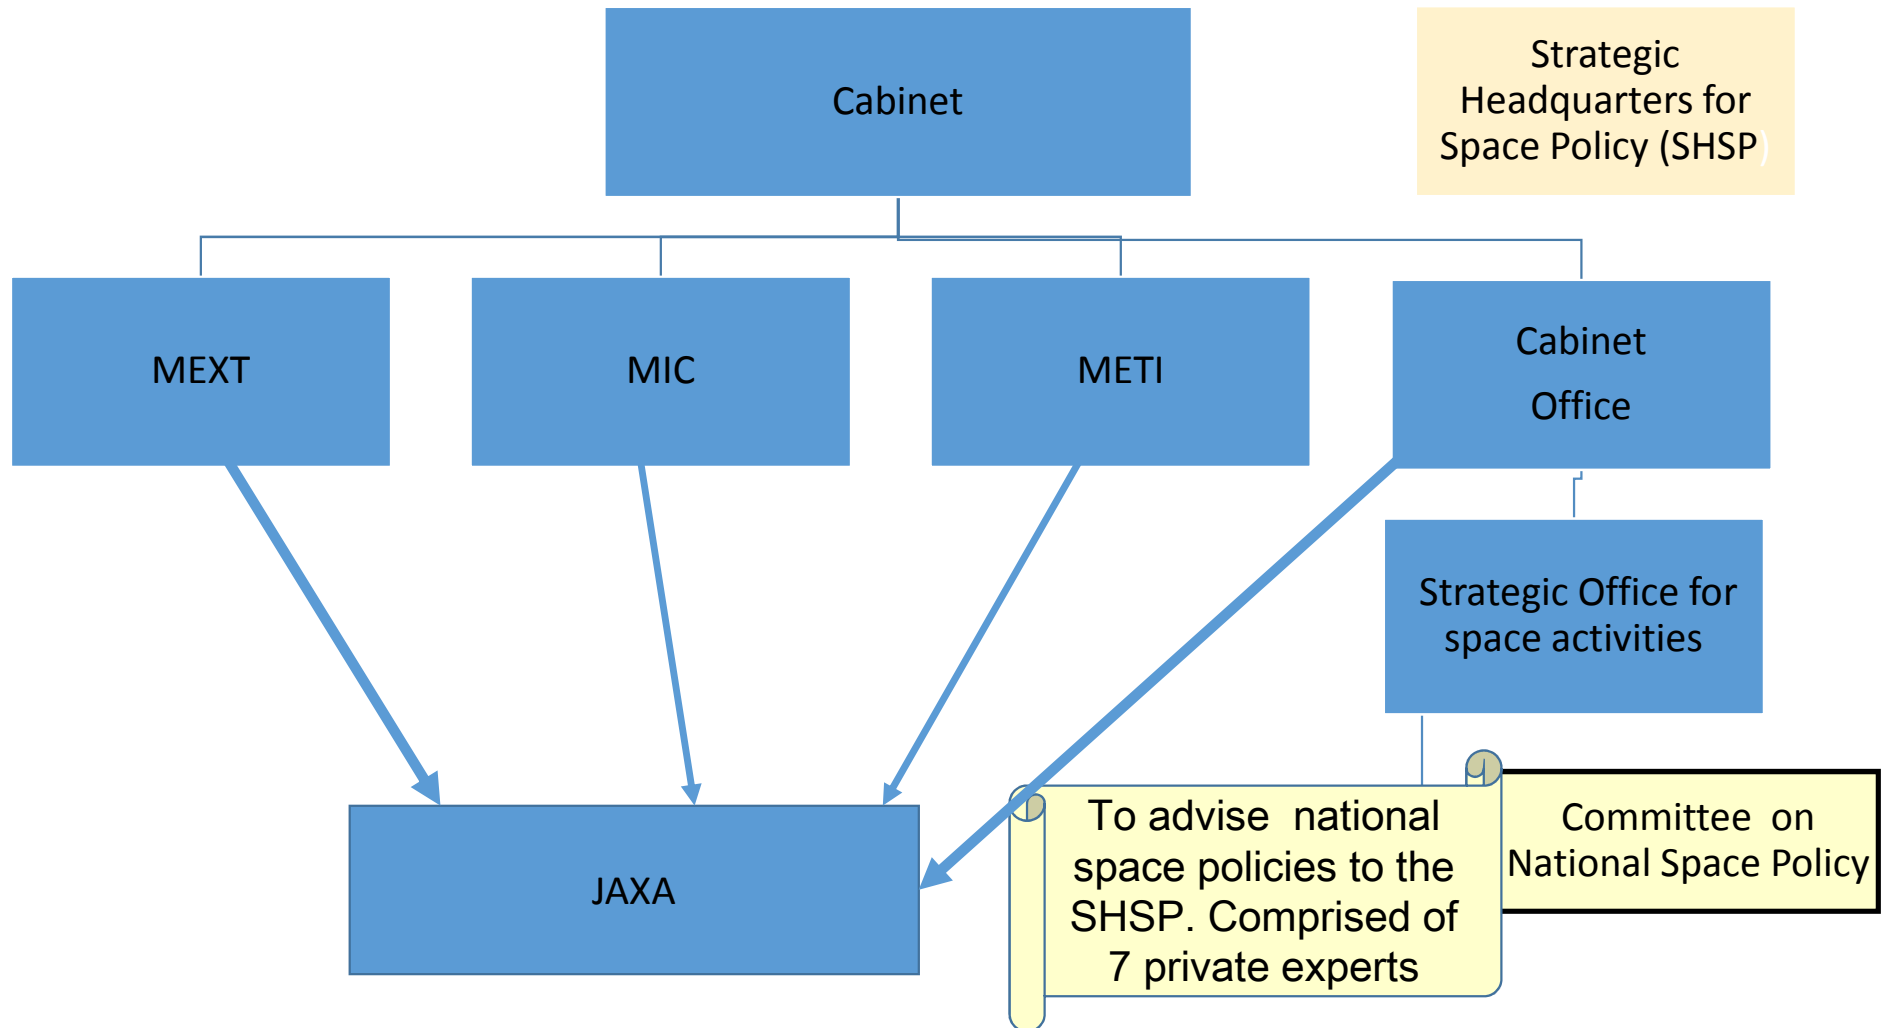 Cabinet
Strategic
Headquarters for
Space Policy (SHSP)
MEXT
MIC
METI
Cabinet
Office
Strategic Office for
space activities
JAXA
To advise national
space policies to the
SHSP. Comprised of
7 private experts
Committee on
National Space Policy